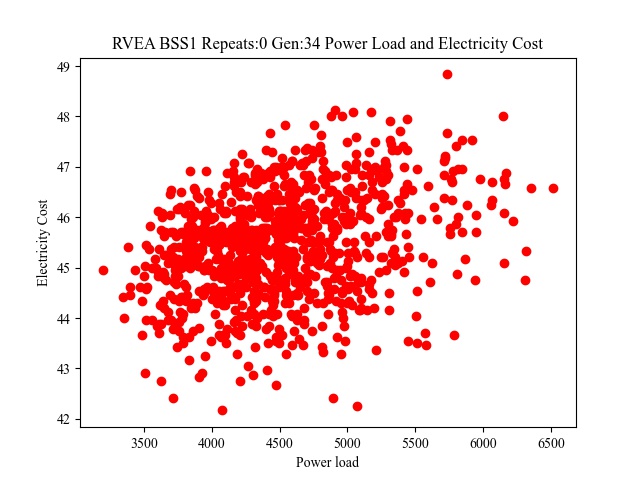 RVEA BSS1 Repeats:0 Gen:34 Power Load and Electricity Cost
49
48
47
46
45
44
43
42
Electricity Cost
3500 4000 4500 5000 5500 6000 6500
Power load